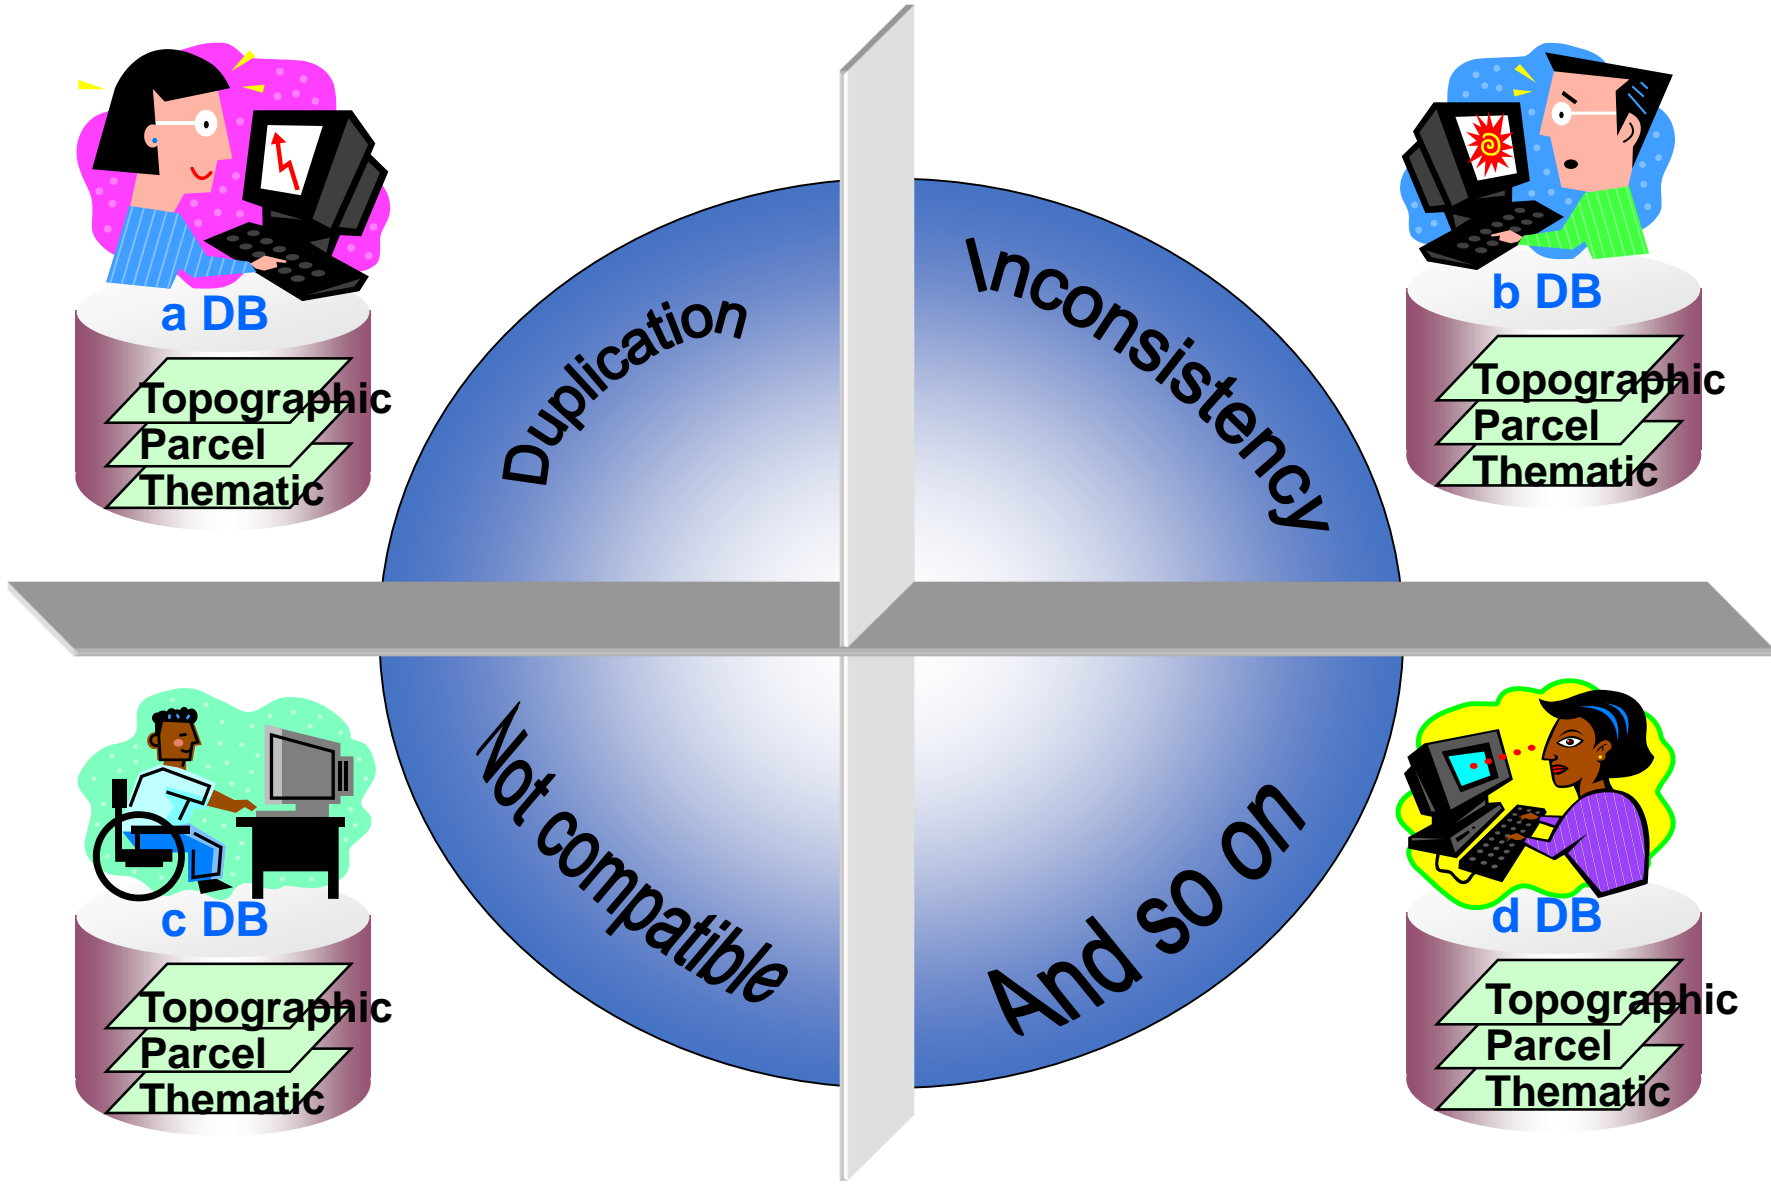 a DB
Topographic
Parcel
Thematic
Duplication
Inconsistency
b DB
Topographic
Parcel
Thematic
c DB
Topographic
Parcel
Thematic
Not compatible
And so on
d DB
Topographic
Parcel
Thematic